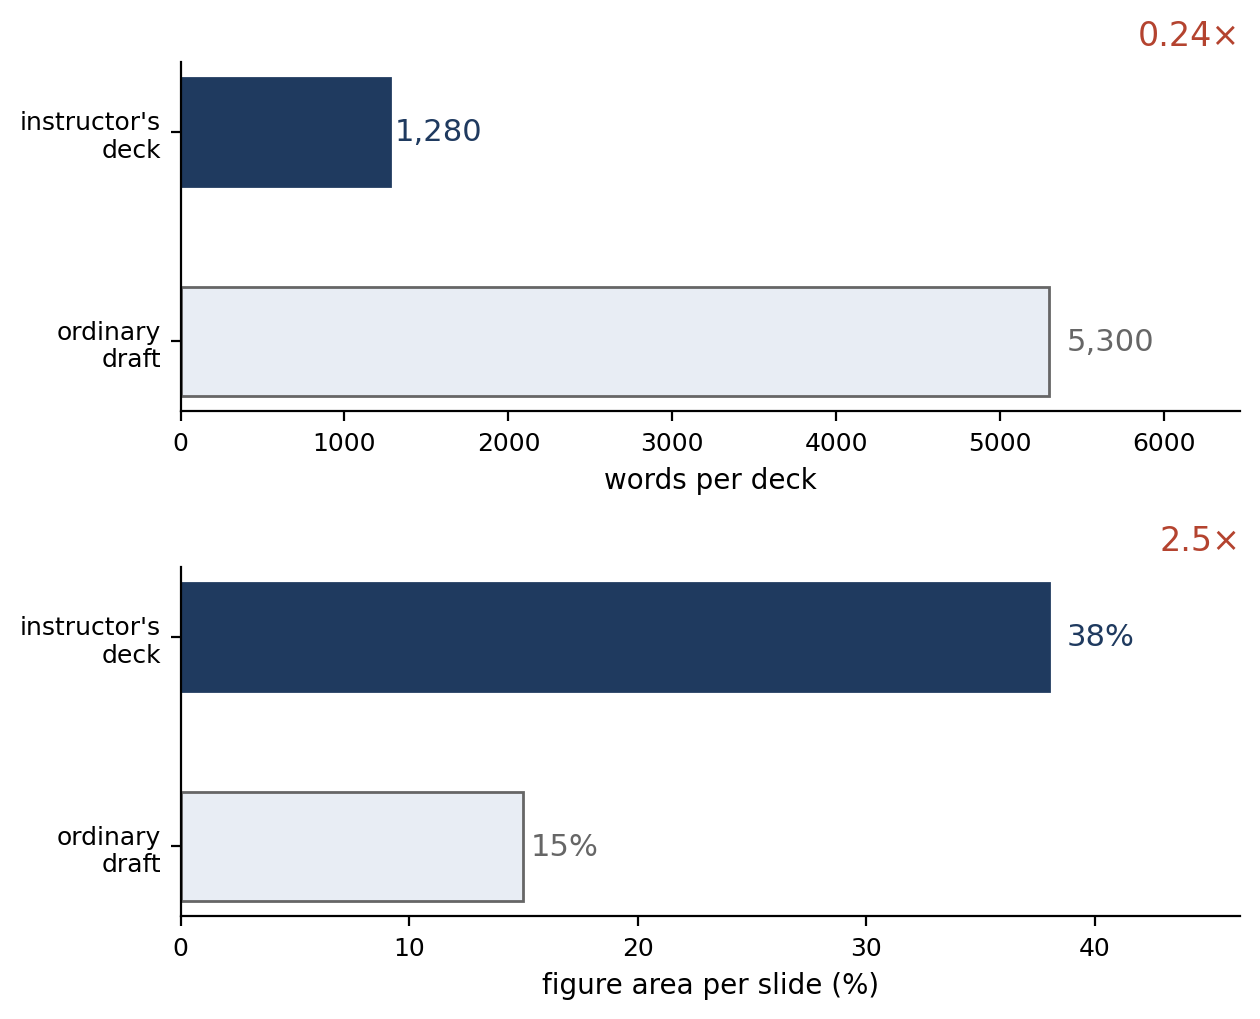 0.24×
instructor's
deck
1,280
ordinary
draft
5,300
0 1000 2000 3000 4000 5000 6000
words per deck
2.5×
instructor's
deck
38%
ordinary
draft
15%
0 10 20 30 40
figure area per slide (%)